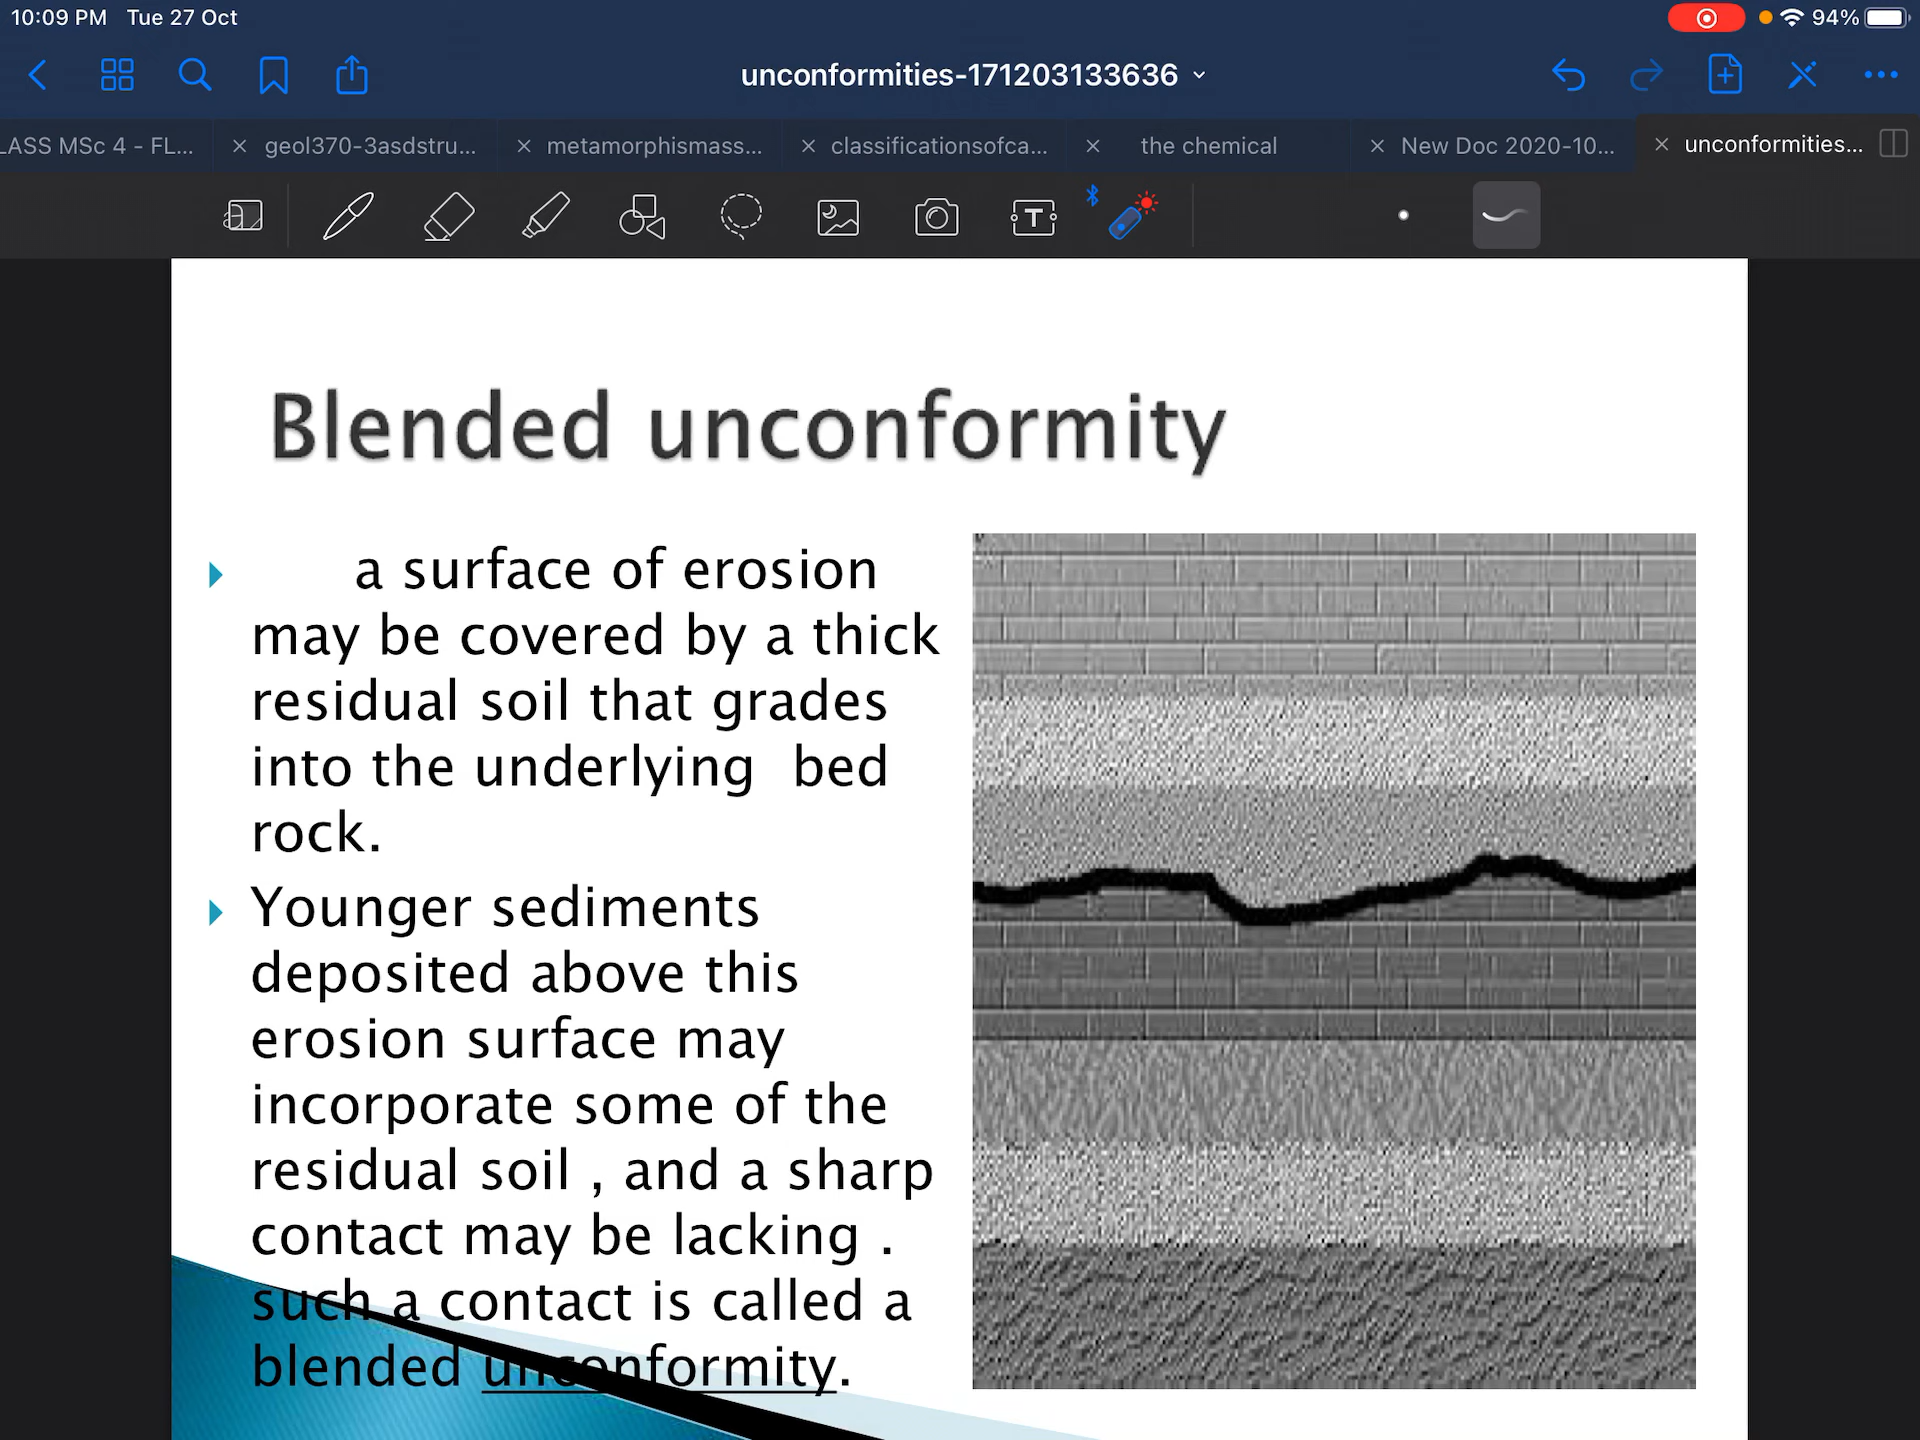 10:09 PM Tue 27 Oct
94%
unconformities-171203133636
LASS MSc 4 - FL...
geol370-3asdstru...
metamorphismass...
classificationsofca...
the chemical
New Doc 2020-10...
unconformities...
a
T
Blended unconformity
a surface of erosion
may be covered by a thick
residual soil that grades
into the underlying bed
rock.
Younger sediments
deposited above this
erosion surface may
incorporate some of the
residual soil , and a sharp
contact may be lacking .
such a contact is called a
blended unconformity.